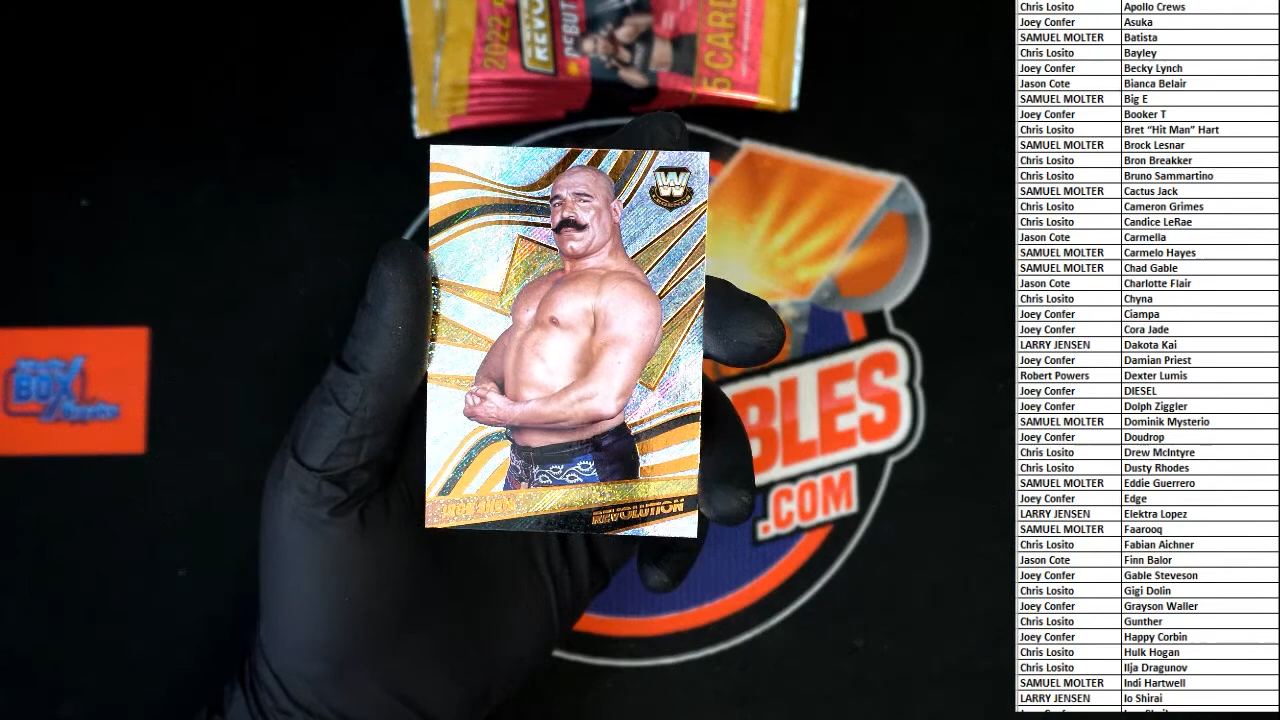 2022
REVO
DEBUT
5 CARD
W
LEGENDS
IRON SHEIK
REVOLUTION
BOX
BLES
.COM
Chris Losito Apollo Crews
Joey Confer Asuka
SAMUEL MOLTER Batista
Chris Losito Bayley
Joey Confer Becky Lynch
Jason Cote Bianca Belair
SAMUEL MOLTER Big E
Joey Confer Booker T
Chris Losito Bret “Hit Man” Hart
SAMUEL MOLTER Brock Lesnar
Chris Losito Bron Breakker
Chris Losito Bruno Sammartino
SAMUEL MOLTER Cactus Jack
Chris Losito Cameron Grimes
Chris Losito Candice LeRae
Jason Cote Carmella
SAMUEL MOLTER Carmelo Hayes
SAMUEL MOLTER Chad Gable
Jason Cote Charlotte Flair
Chris Losito Chyna
Joey Confer Ciampa
Joey Confer Cora Jade
LARRY JENSEN Dakota Kai
Joey Confer Damian Priest
Robert Powers Dexter Lumis
Joey Confer DIESEL
Joey Confer Dolph Ziggler
SAMUEL MOLTER Dominik Mysterio
Joey Confer Doudrop
Chris Losito Drew McIntyre
Chris Losito Dusty Rhodes
SAMUEL MOLTER Eddie Guerrero
Joey Confer Edge
LARRY JENSEN Elektra Lopez
SAMUEL MOLTER Faarooq
Chris Losito Fabian Aichner
Jason Cote Finn Balor
Joey Confer Gable Steveson
Chris Losito Gigi Dolin
Joey Confer Grayson Waller
Chris Losito Gunther
Joey Confer Happy Corbin
Chris Losito Hulk Hogan
Chris Losito Ilja Dragunov
SAMUEL MOLTER Indi Hartwell
LARRY JENSEN Io Shirai